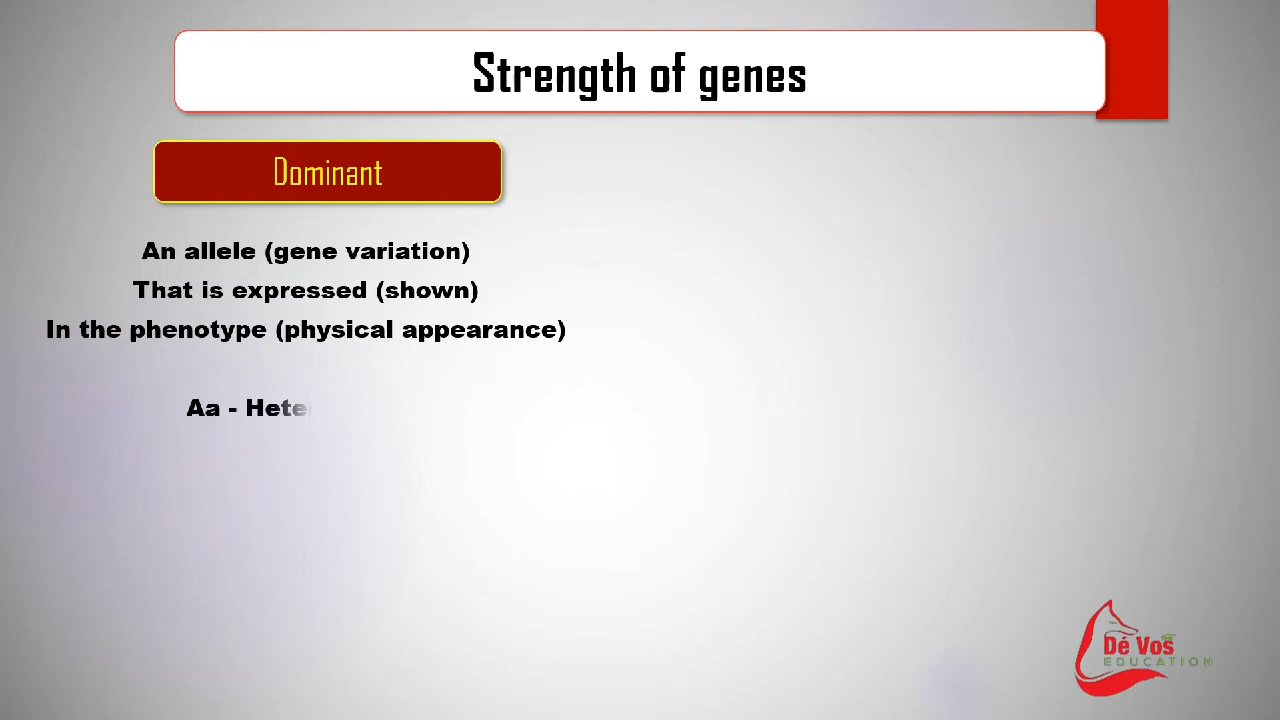 Strength of genes
Dominant
An allele (gene variation)
That is expressed (shown)
In the phenotype (physical appearance)
Aa - Hete
Dé Vos
EDUCATION